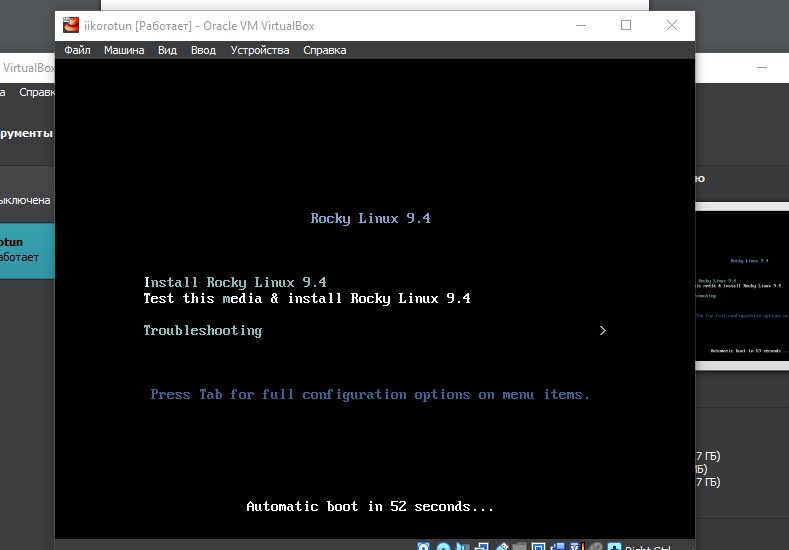 iikorotun [Работает] - Oracle VM VirtualBox
Файл Машина Вид Ввод Устройства Справка
VirtualBox
а Справк
рументы
ыключена
otun
аботает
ю
Rocky Linux 9.4
Install Rocky Linux 9.4
Test this media & install Rocky Linux 9.4
Troubleshooting >
Press Tab for full configuration options on menu items.
Automatic boot in 52 seconds...
Rocky Linux 9.4
Rocky Linux 9.4
media & install Rocky Linux 9.4
shooting
Tab for full configuration options on
Automatic boot in 53 seconds...
,7 ГБ)
МБ)
,7 ГБ)
Right Ctrl